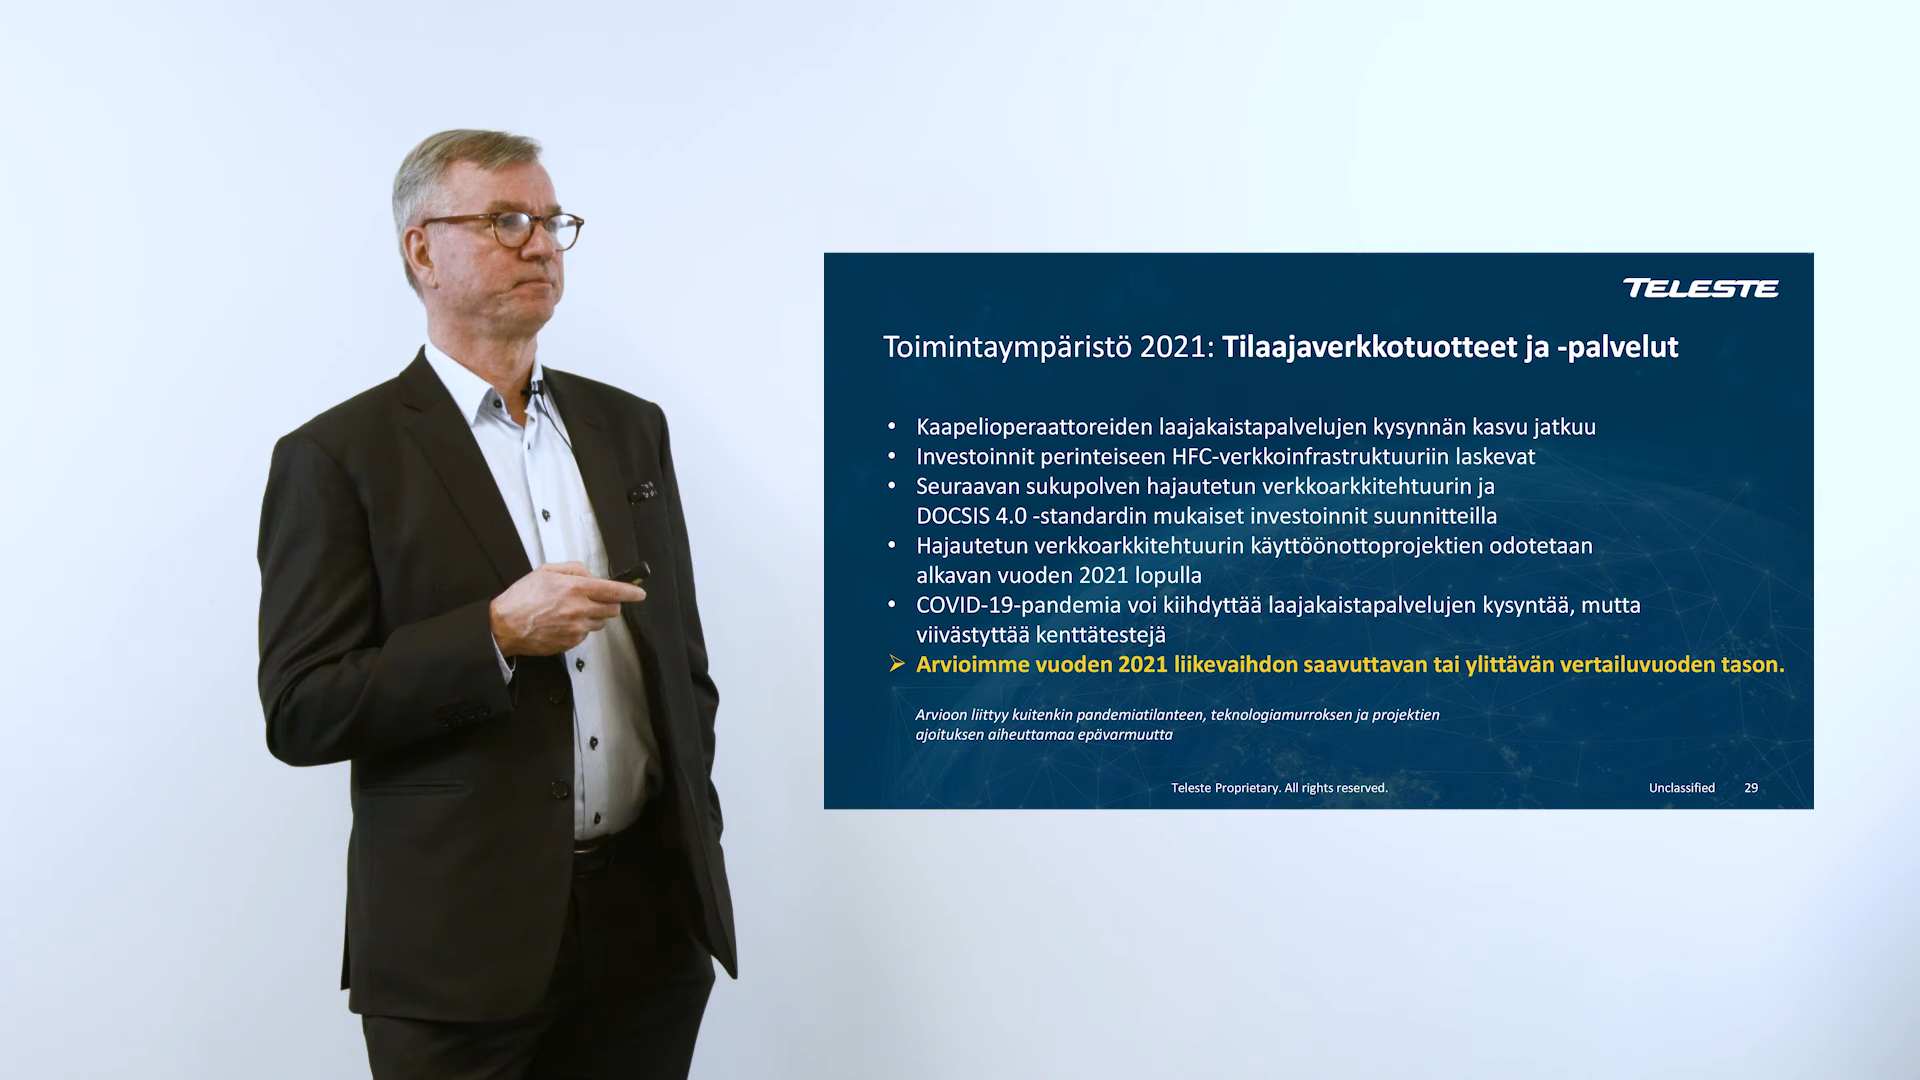 TELESTE
Toimintaympäristö 2021: Tilaajaverkkotuotteet ja -palvelut
• Kaapelioperaattoreiden laajakaistapalvelujen kysynnän kasvu jatkuu
• Investoinnit perinteiseen HFC-verkkoinfrastruktuuriin laskevat
• Seuraavan sukupolven hajautetun verkkoarkkitehtuurin ja
DOCSIS 4.0 -standardin mukaiset investoinnit suunnitteilla
• Hajautetun verkkoarkkitehtuurin käyttöönottoprojektien odotetaan
alkavan vuoden 2021 lopulla
• COVID-19-pandemia voi kiihdyttää laajakaistapalvelujen kysyntää, mutta
viivästyttää kenttätestejä
➢ Arvioimme vuoden 2021 liikevaihdon saavuttavan tai ylittävän vertailuvuoden tason.
Arvioon liittyy kuitenkin pandemiatilanteen, teknologiamurroksen ja projektien
ajoituksen aiheuttamaa epävarmuutta
Teleste Proprietary. All rights reserved.
Unclassified 29